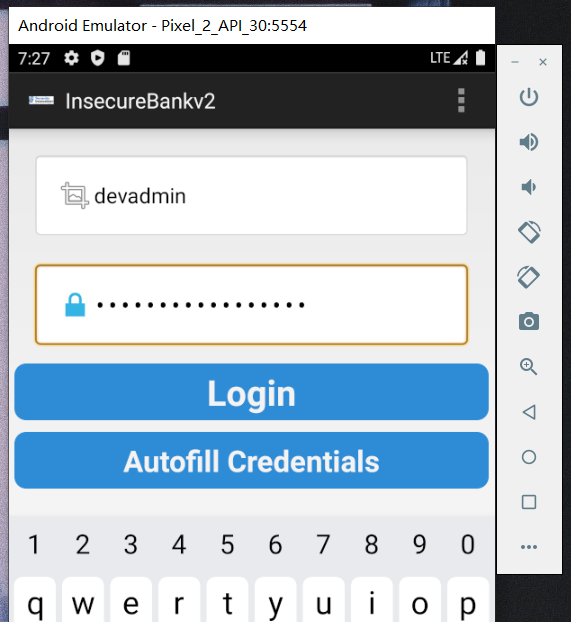 Android Emulator - Pixel_2_API_30:5554
7:27 LTE
InsecureBankv2
devadmin
Login
Autofill Credentials
1 2 3 4 5 6 7 8 9 0
q w e r t y u i o p